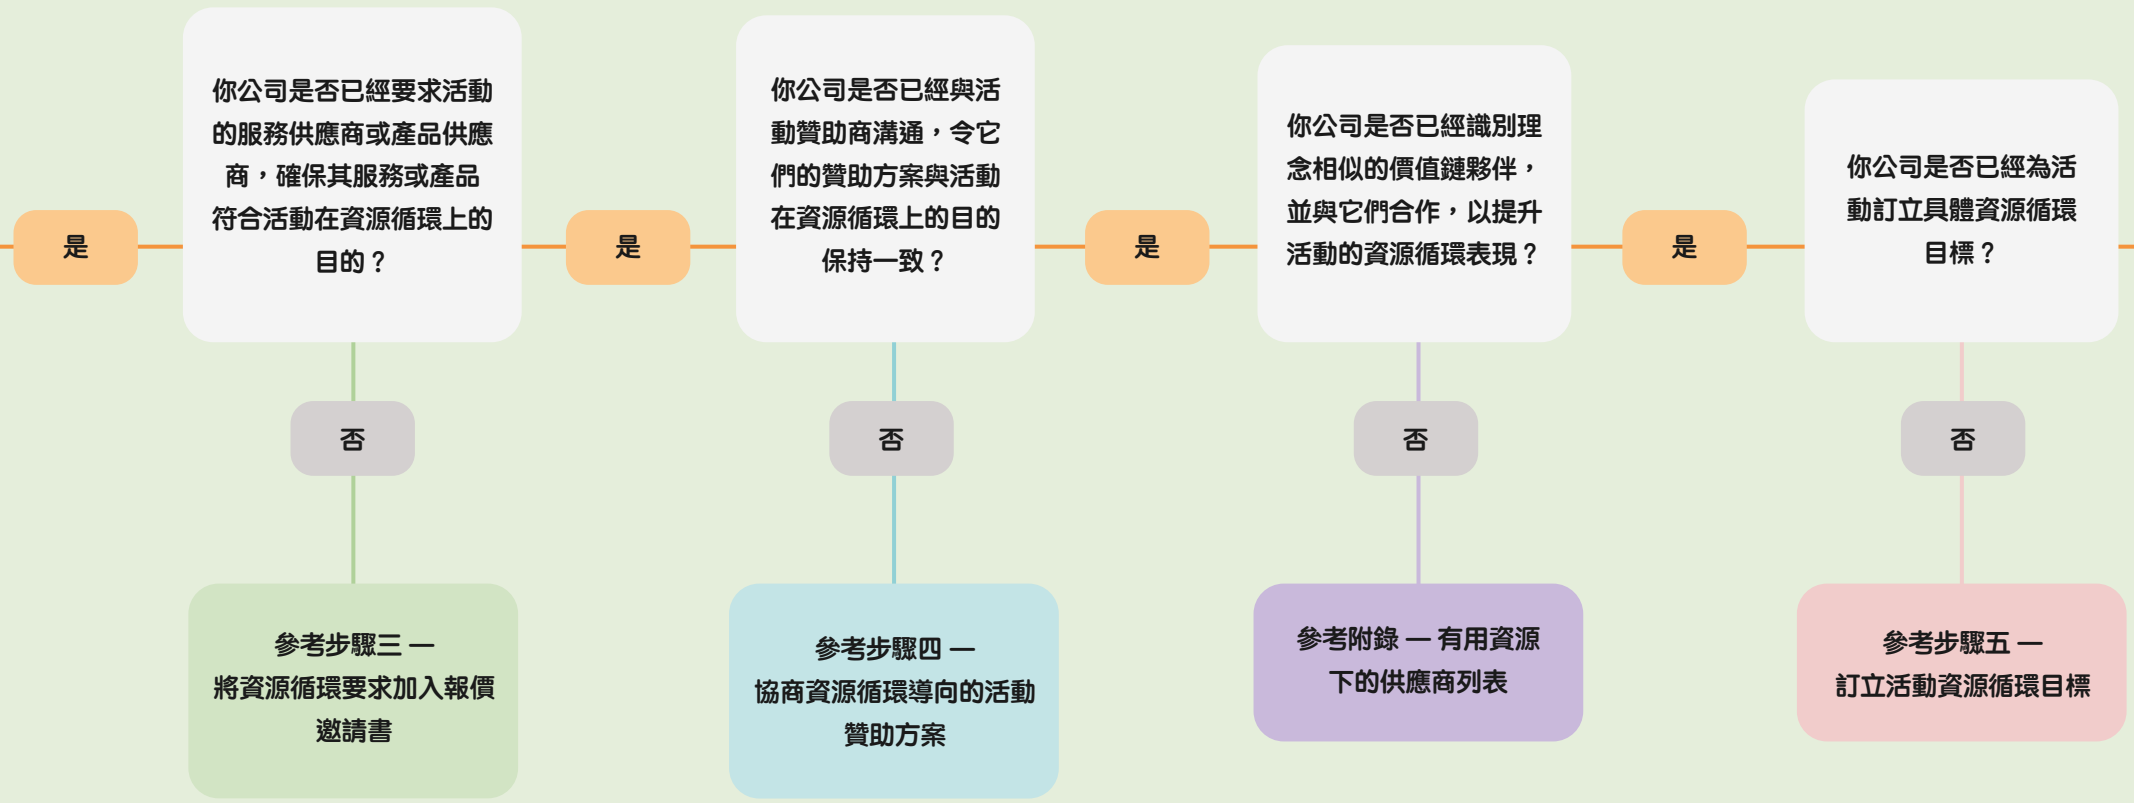 是
你公司是否已經要求活動
的服務供應商或產品供應
商，確保其服務或產品
符合活動在資源循環上的
目的？
是
你公司是否已經與活
動贊助商溝通，令它
們的贊助方案與活動
在資源循環上的目的
保持一致？
是
你公司是否已經識別理
念相似的價值鏈夥伴，
並與它們合作，以提升
活動的資源循環表現？
是
你公司是否已經為活
動訂立具體資源循環
目標？
否
否
否
否
參考步驟三 —
將資源循環要求加入報價
邀請書
參考步驟四 —
協商資源循環導向的活動
贊助方案
參考附錄 — 有用資源
下的供應商列表
參考步驟五 —
訂立活動資源循環目標